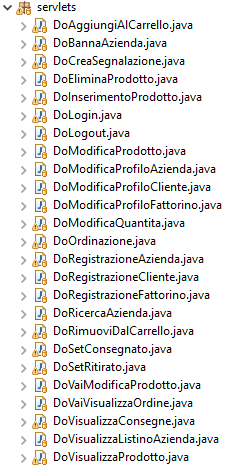 servlets
DoAggiungiAlCarrello.java
DoBannaAzienda.java
DoCreaSegnalazione.java
DoEliminaProdotto.java
DoInserimentoProdotto.java
DoLogin.java
DoLogout.java
DoModificaProdotto.java
DoModificaProfiloAzienda.java
DoModificaProfiloCliente.java
DoModificaProfiloFattorino.java
DoModificaQuantita.java
DoOrdinazione.java
DoRegistrazioneAzienda.java
DoRegistrazioneCliente.java
DoRegistrazioneFattorino.java
DoRicercaAzienda.java
DoRimuoviDalCarrello.java
DoSetConsegnato.java
DoSetRitirato.java
DoVaiModificaProdotto.java
DoVaiVisualizzaOrdine.java
DoVisualizzaConsegne.java
DoVisualizzaListinoAzienda.java
DoVisualizzaProdotto.java